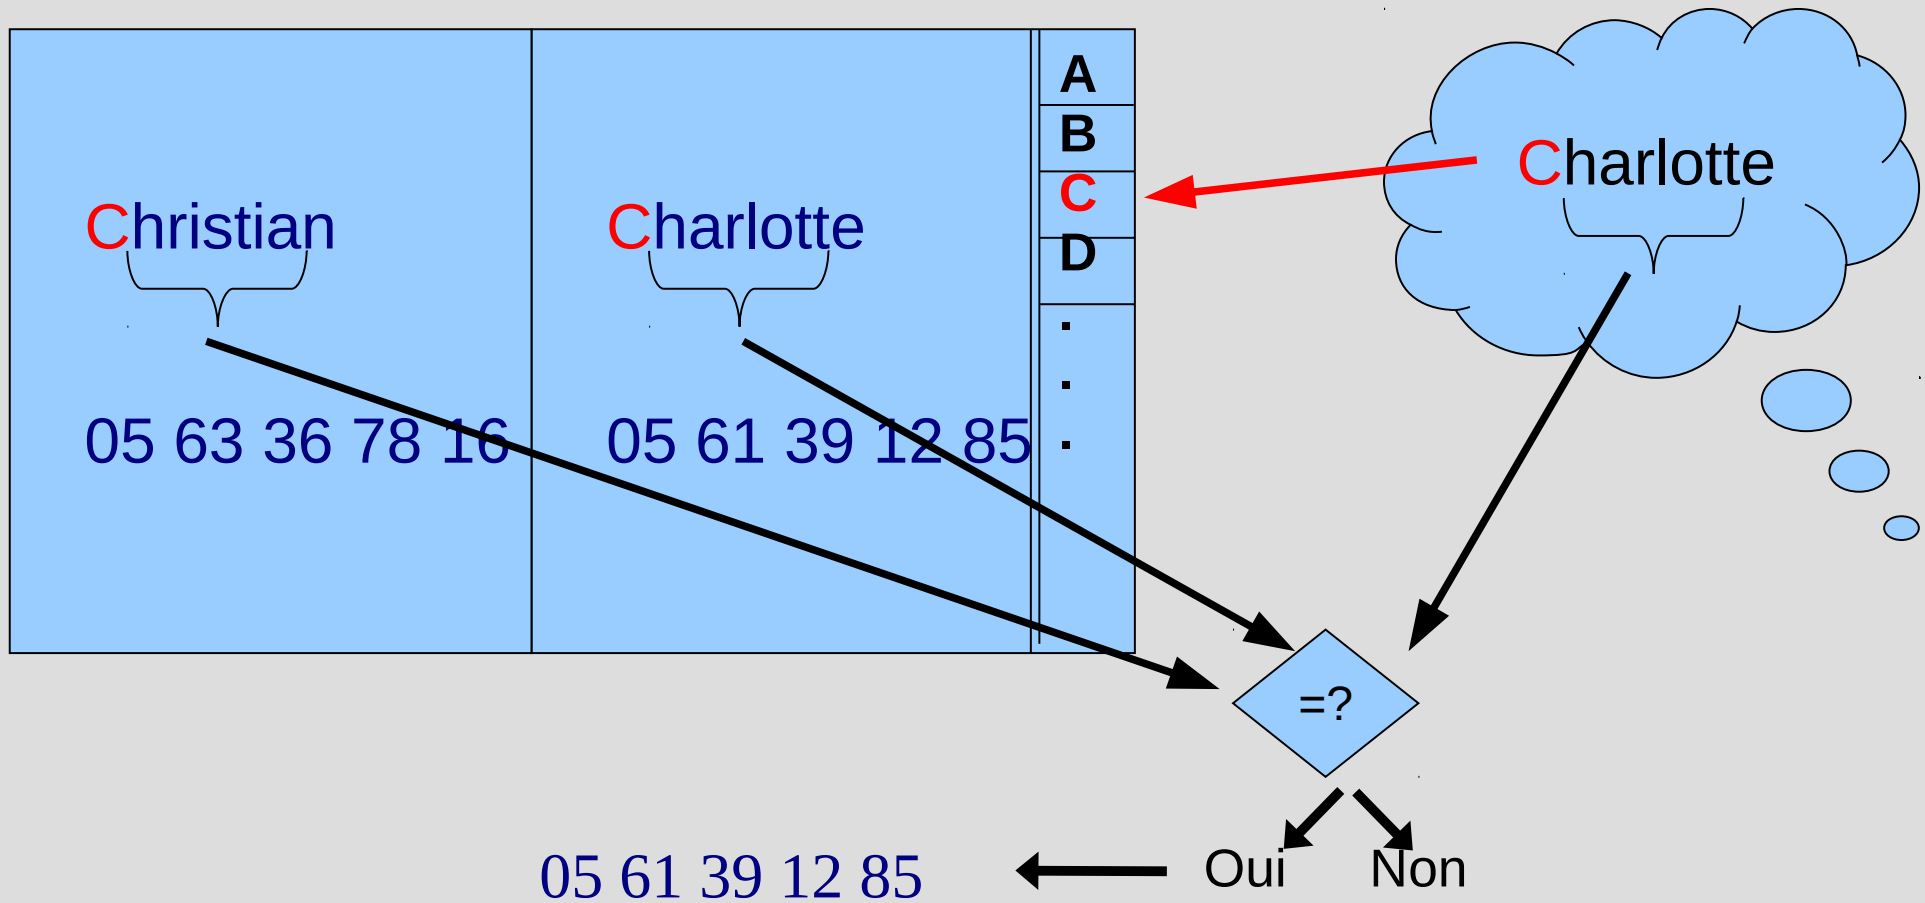 Christian
05 63 36 78 16
Charlotte
05 61 39 12 85
A
B
C
D
.
.
.
Charlotte
=?
Oui
Non
05 61 39 12 85